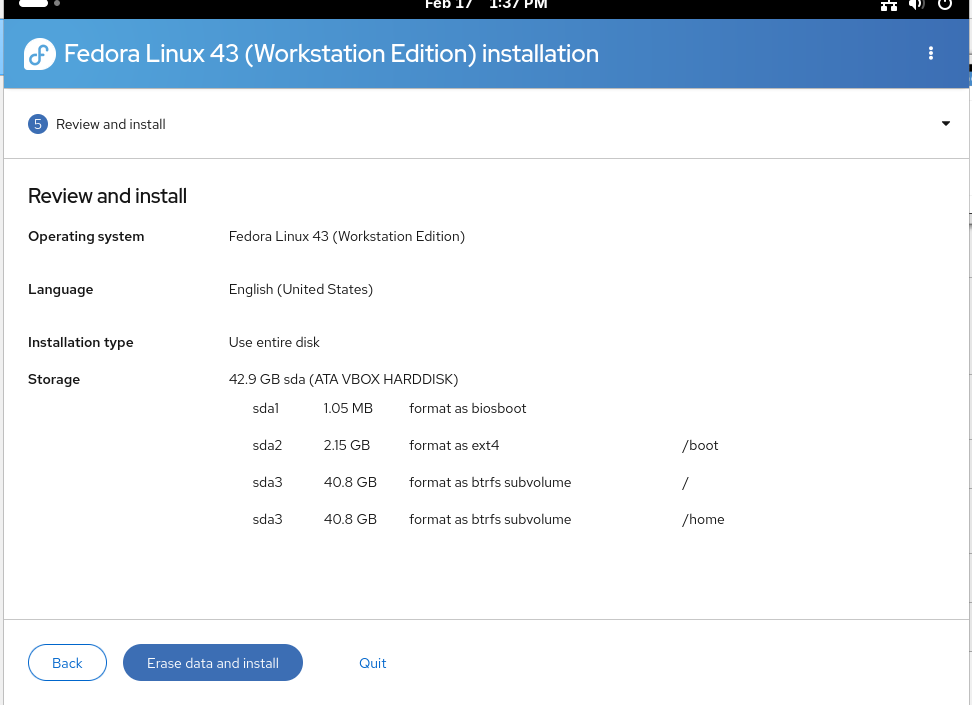 Feb 17 1:37 PM
Fedora Linux 43 (Workstation Edition) installation
5 Review and install
Review and install
Operating system Fedora Linux 43 (Workstation Edition)
Language English (United States)
Installation type Use entire disk
Storage 42.9 GB sda (ATA VBOX HARDDISK)
sda1 1.05 MB format as biosboot
sda2 2.15 GB format as ext4 /boot
sda3 40.8 GB format as btrfs subvolume /
sda3 40.8 GB format as btrfs subvolume /home
Back Erase data and install Quit